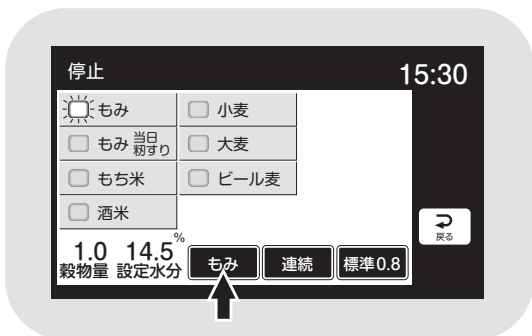 停止 15:30
もみ 小麦
もみ 当日籾すり 大麦
もち米 ビール麦
酒米
戻る
1.0 14.5%
穀物量 設定水分 もみ 連続 標準0.8